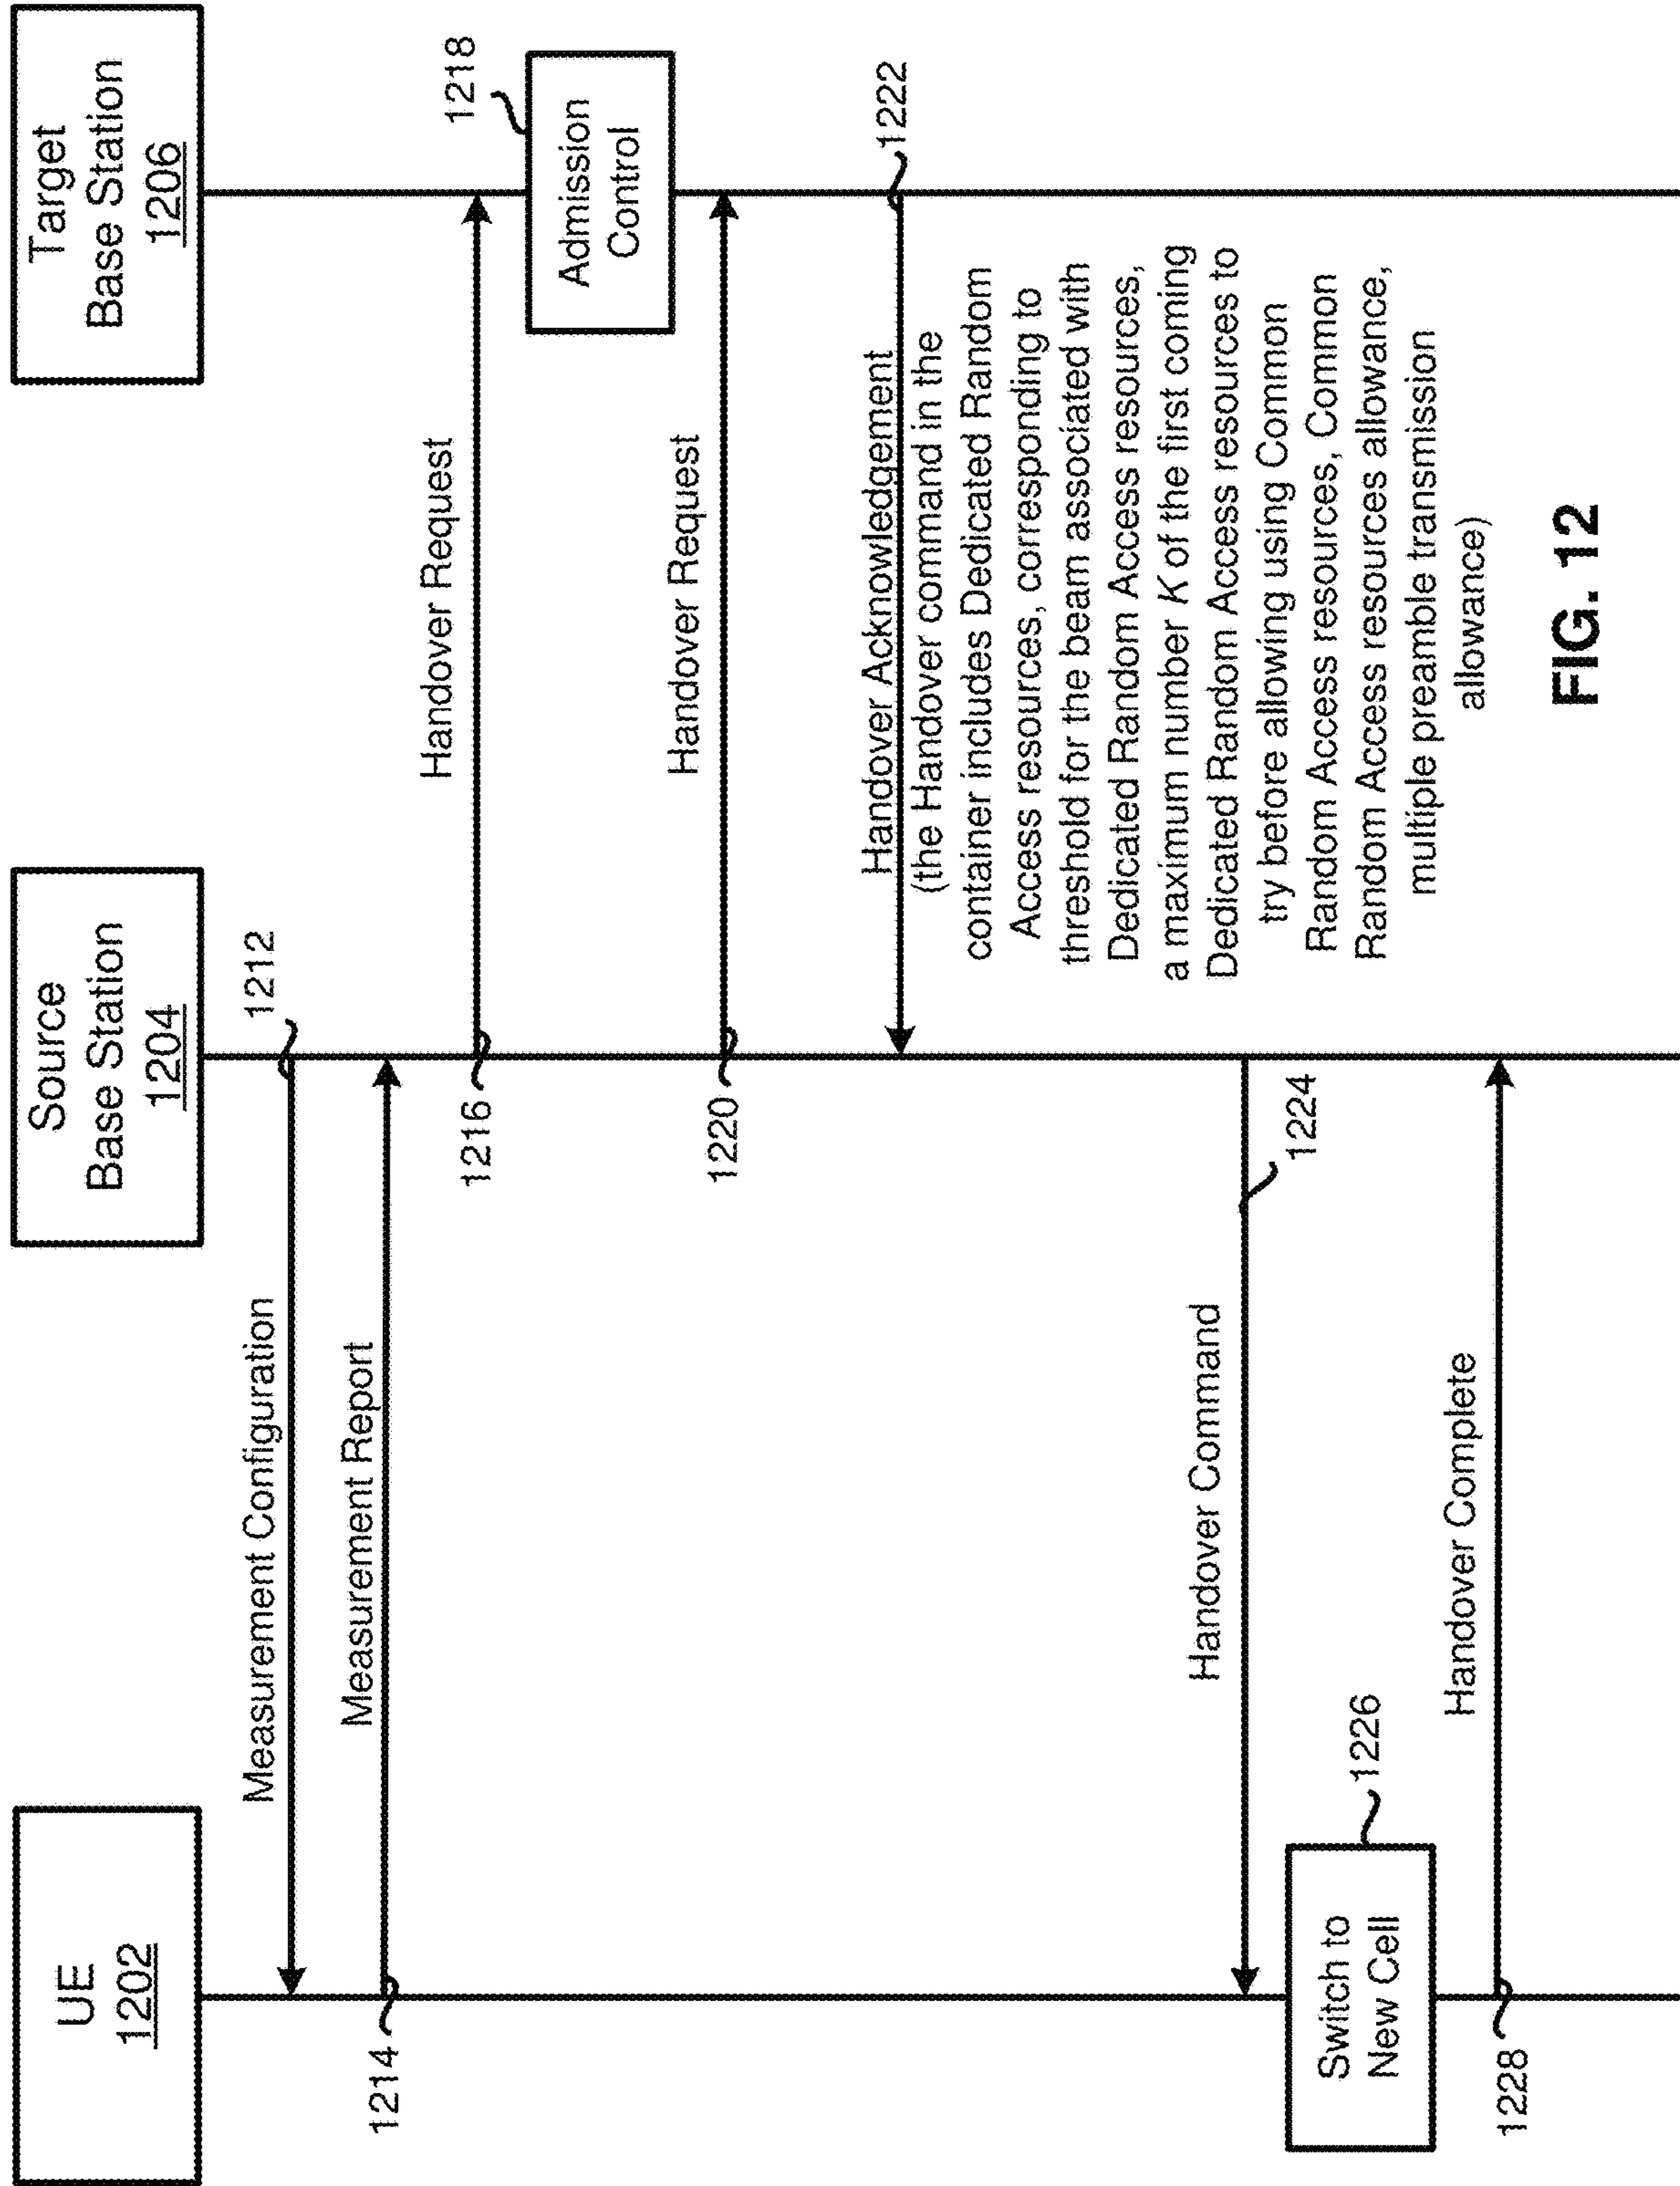 UE
1202
Source
Base Station
1204
Target
Base Station
1206
1212
Measurement Configuration
1214
Measurement Report
1216
Handover Request
1218
Admission
Control
1220
Handover Request
1222
Handover Acknowledgement
(the Handover command in the
container includes Dedicated Random
Access resources, corresponding to
threshold for the beam associated with
Dedicated Random Access resources,
a maximum number K of the first coming
Dedicated Random Access resources to
try before allowing using Common
Random Access resources, Common
Random Access resources allowance,
multiple preamble transmission
allowance)
Handover Command
1224
Switch to
New Cell
1226
Handover Complete
1228
FIG. 12